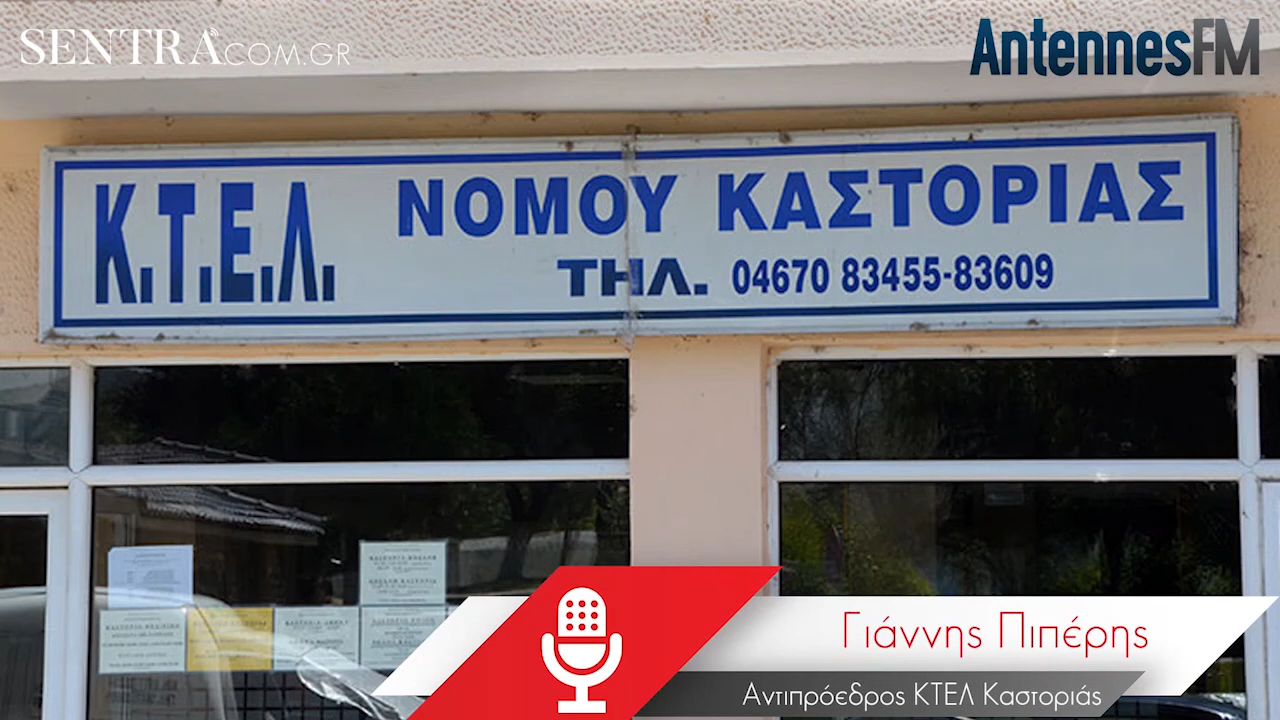 SENTRA COM.GR
AntennesFM
Κ.Τ.Ε.Λ. ΝΟΜΟΥ ΚΑΣΤΟΡΙΑΣ
ΤΗΛ. 04670 83455-83609
Γιάννης Πιπέρης
Αντιπρόεδρος ΚΤΕΛ Καστοριάς